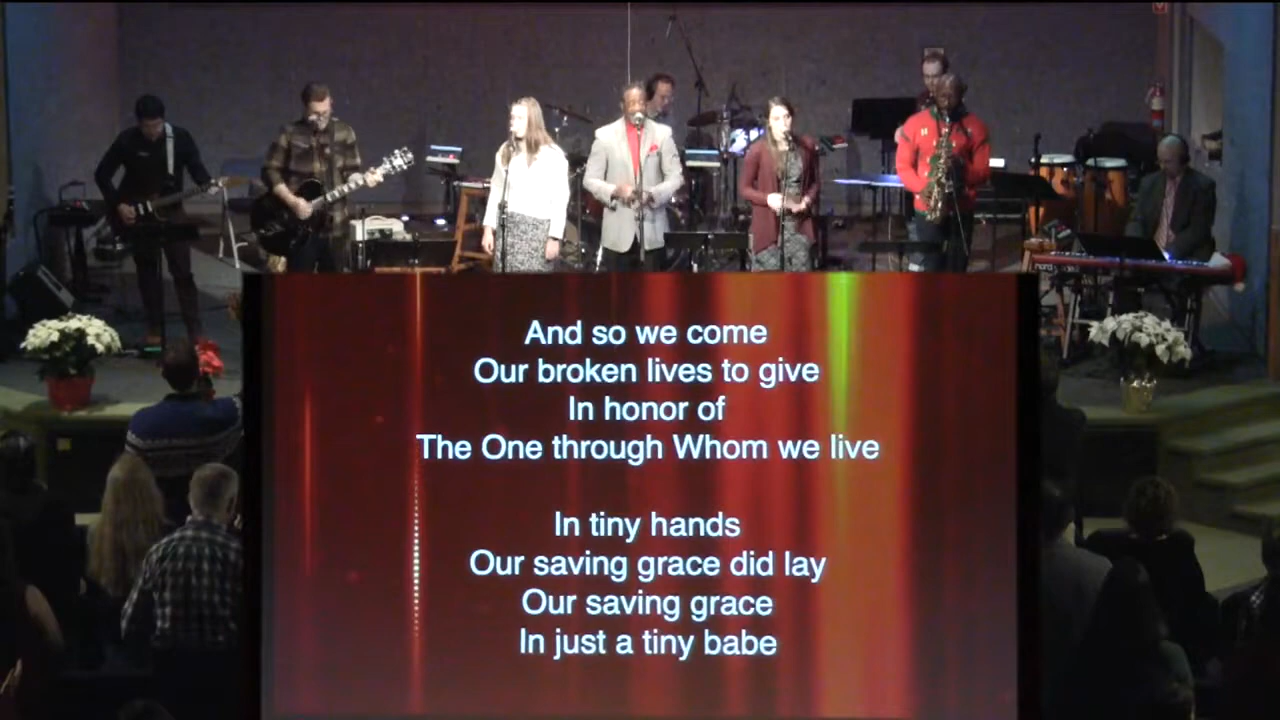 And so we come
Our broken lives to give
In honor of
The One through Whom we live
In tiny hands
Our saving grace did lay
Our saving grace
In just a tiny babe